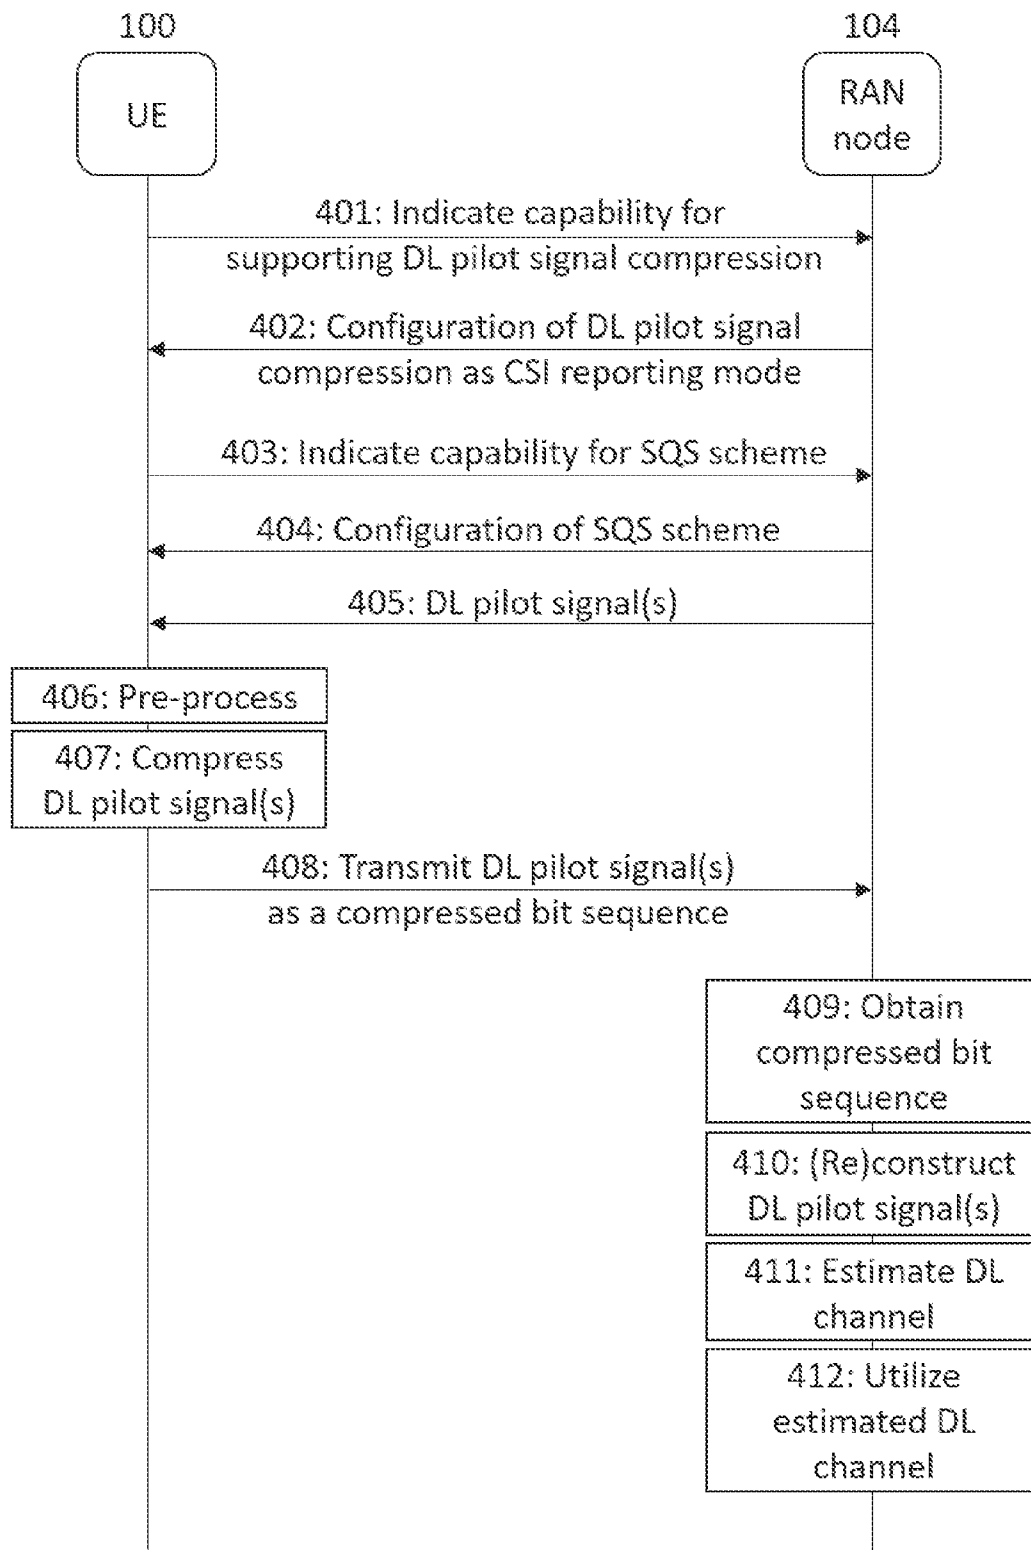 100
104
UE
RAN
node
401: Indicate capability for
supporting DL pilot signal compression
402: Configuration of DL pilot signal
compression as CSI reporting mode
403: Indicate capability for SQS scheme
404: Configuration of SQS scheme
405: DL pilot signal(s)
406: Pre-process
407: Compress
DL pilot signal(s)
408: Transmit DL pilot signal(s)
as a compressed bit sequence
409: Obtain
compressed bit
sequence
410: (Re)construct
DL pilot signal(s)
411: Estimate DL
channel
412: Utilize
estimated DL
channel